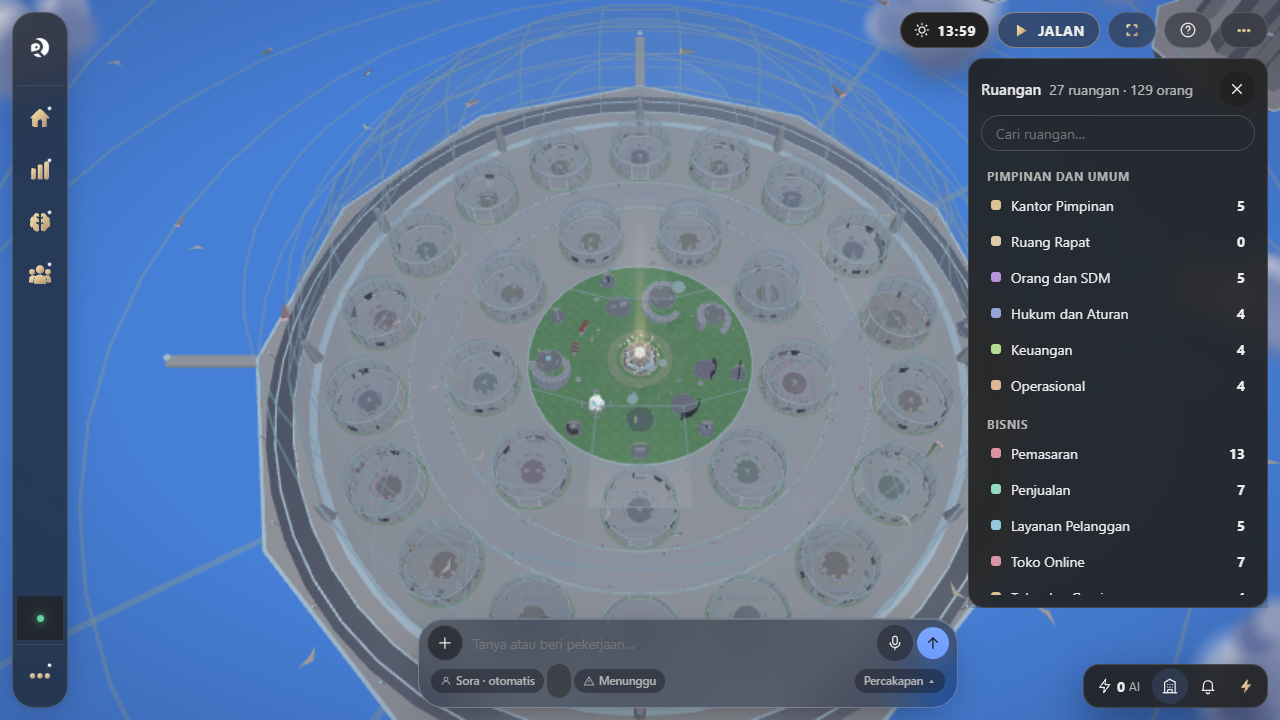 13:59
JALAN
Ruangan 27 ruangan · 129 orang
Cari ruangan...
PIMPINAN DAN UMUM
Kantor Pimpinan 5
Ruang Rapat 0
Orang dan SDM 5
Hukum dan Aturan 4
Keuangan 4
Operasional 4
BISNIS
Pemasaran 13
Penjualan 7
Layanan Pelanggan 5
Toko Online 7
Tanya atau beri pekerjaan...
Sora · otomatis
Menunggu
Percakapan
0 AI